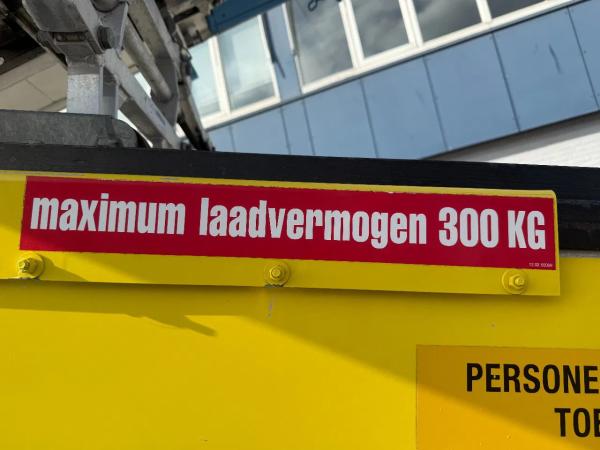 maximum laadvermogen 300 KG
PERSONE
TOE